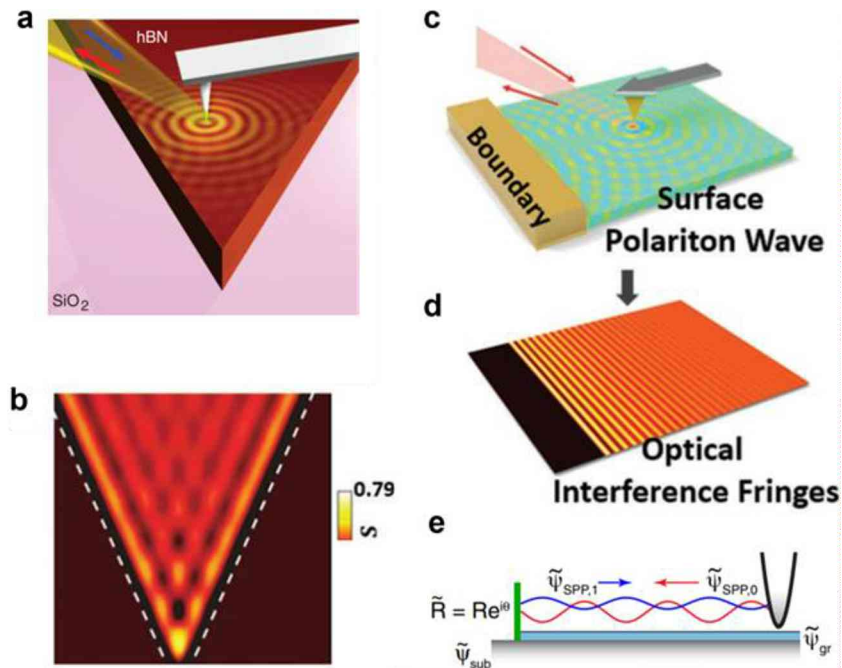 a
hBN
SiO₂
b
0.79
S
c
Boundary
Surface
Polariton Wave
d
Optical
Interference Fringes
e
ψ̃SPP,1
ψ̃SPP,0
R̃ = Re^iθ
ψ̃sub
ψ̃gr